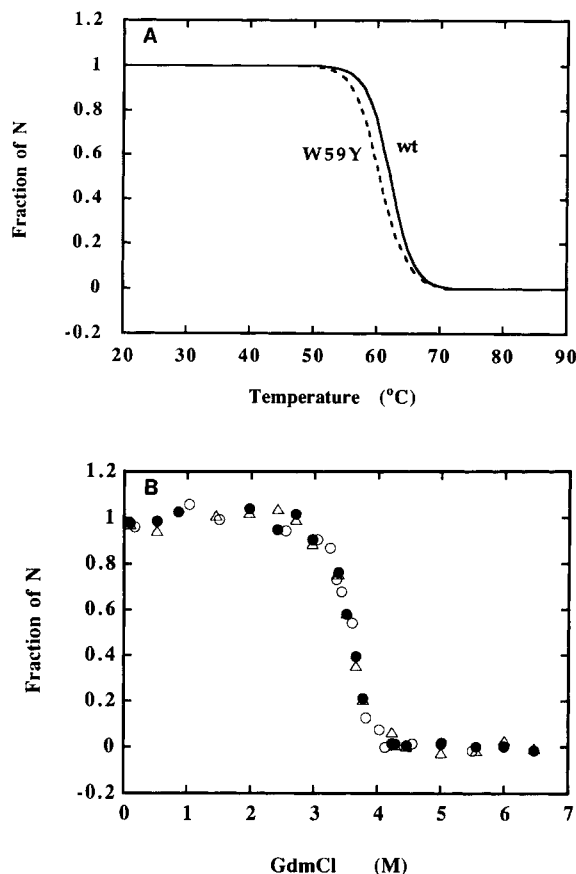 A
1.2
1
0.8
0.6
0.4
0.2
0
-0.2
Fraction of N
W59Y
wt
20 30 40 50 60 70 80 90
Temperature (°C)
B
1.2
1
0.8
0.6
0.4
0.2
0
-0.2
Fraction of N
0 1 2 3 4 5 6 7
GdmCl (M)